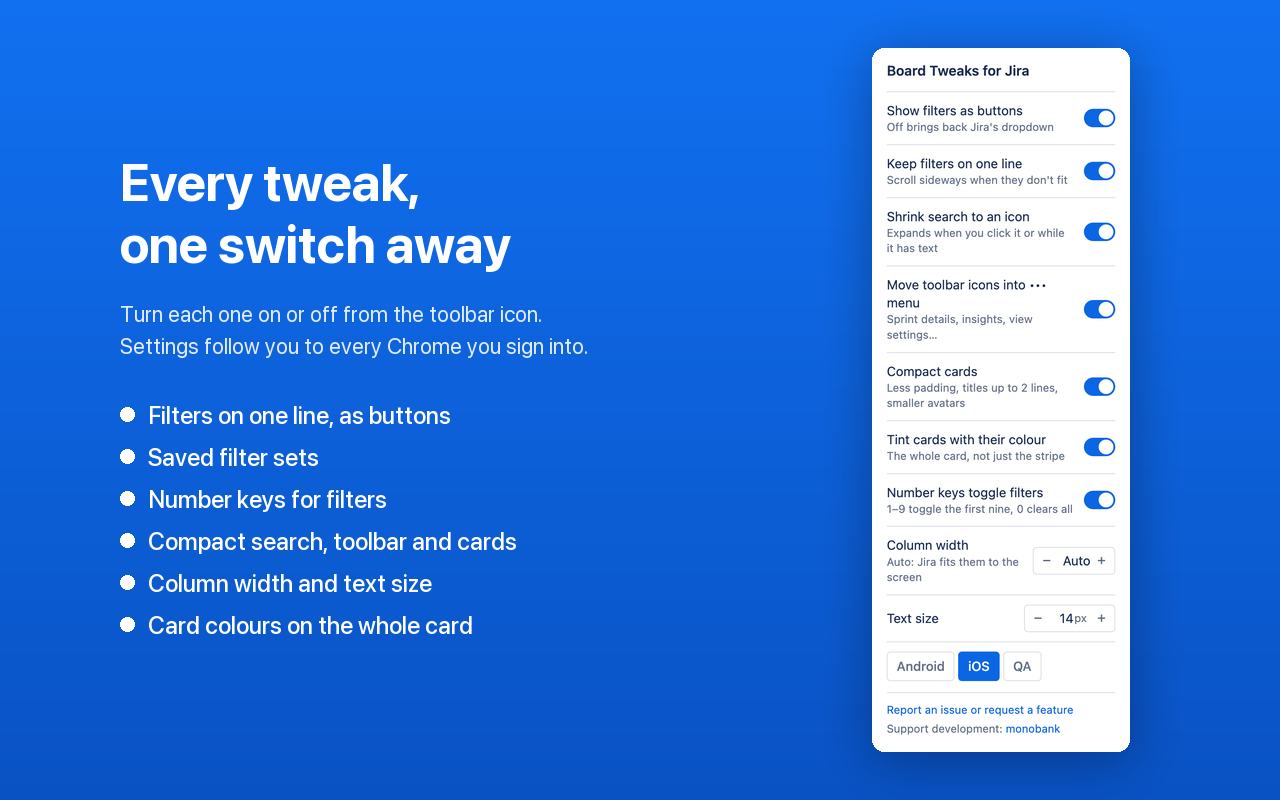 Every tweak,
one switch away
Turn each one on or off from the toolbar icon.
Settings follow you to every Chrome you sign into.
Filters on one line, as buttons
Saved filter sets
Number keys for filters
Compact search, toolbar and cards
Column width and text size
Card colours on the whole card
Board Tweaks for Jira
Show filters as buttons
Off brings back Jira's dropdown
Keep filters on one line
Scroll sideways when they don't fit
Shrink search to an icon
Expands when you click it or while
it has text
Move toolbar icons into •••
menu
Sprint details, insights, view
settings…
Compact cards
Less padding, titles up to 2 lines,
smaller avatars
Tint cards with their colour
The whole card, not just the stripe
Number keys toggle filters
1–9 toggle the first nine, 0 clears all
Column width
Auto: Jira fits them to the
screen
− Auto +
Text size
− 14px +
Android iOS QA
Report an issue or request a feature
Support development: monobank